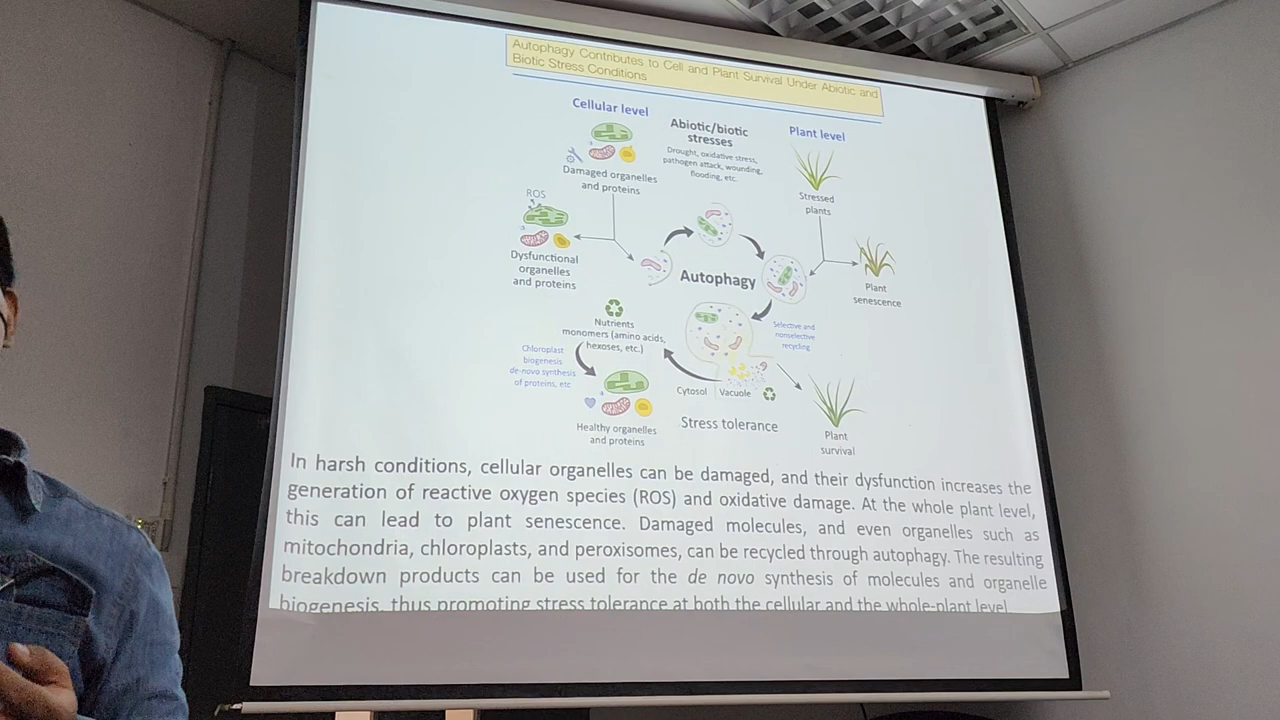 Autophagy Contributes to Cell and Plant Survival Under Abiotic and
Biotic Stress Conditions
Cellular level
Abiotic/biotic
stresses
Drought, oxidative stress,
pathogen attack, wounding,
flooding, etc.
Plant level
Damaged organelles
and proteins
Stressed
plants
ROS
Dysfunctional
organelles
and proteins
Autophagy
Plant
senescence
Nutrients
monomers (amino acids,
hexoses, etc.)
Selective and
nonselective
recycling
Chloroplast
biogenesis
de-novo synthesis
of proteins, etc
Cytosol
Vacuole
Healthy organelles
and proteins
Stress tolerance
Plant
survival
In harsh conditions, cellular organelles can be damaged, and their dysfunction increases the
generation of reactive oxygen species (ROS) and oxidative damage. At the whole plant level,
this can lead to plant senescence. Damaged molecules, and even organelles such as
mitochondria, chloroplasts, and peroxisomes, can be recycled through autophagy. The resulting
breakdown products can be used for the de novo synthesis of molecules and organelle
biogenesis, thus promoting stress tolerance at both the cellular and the whole-plant level